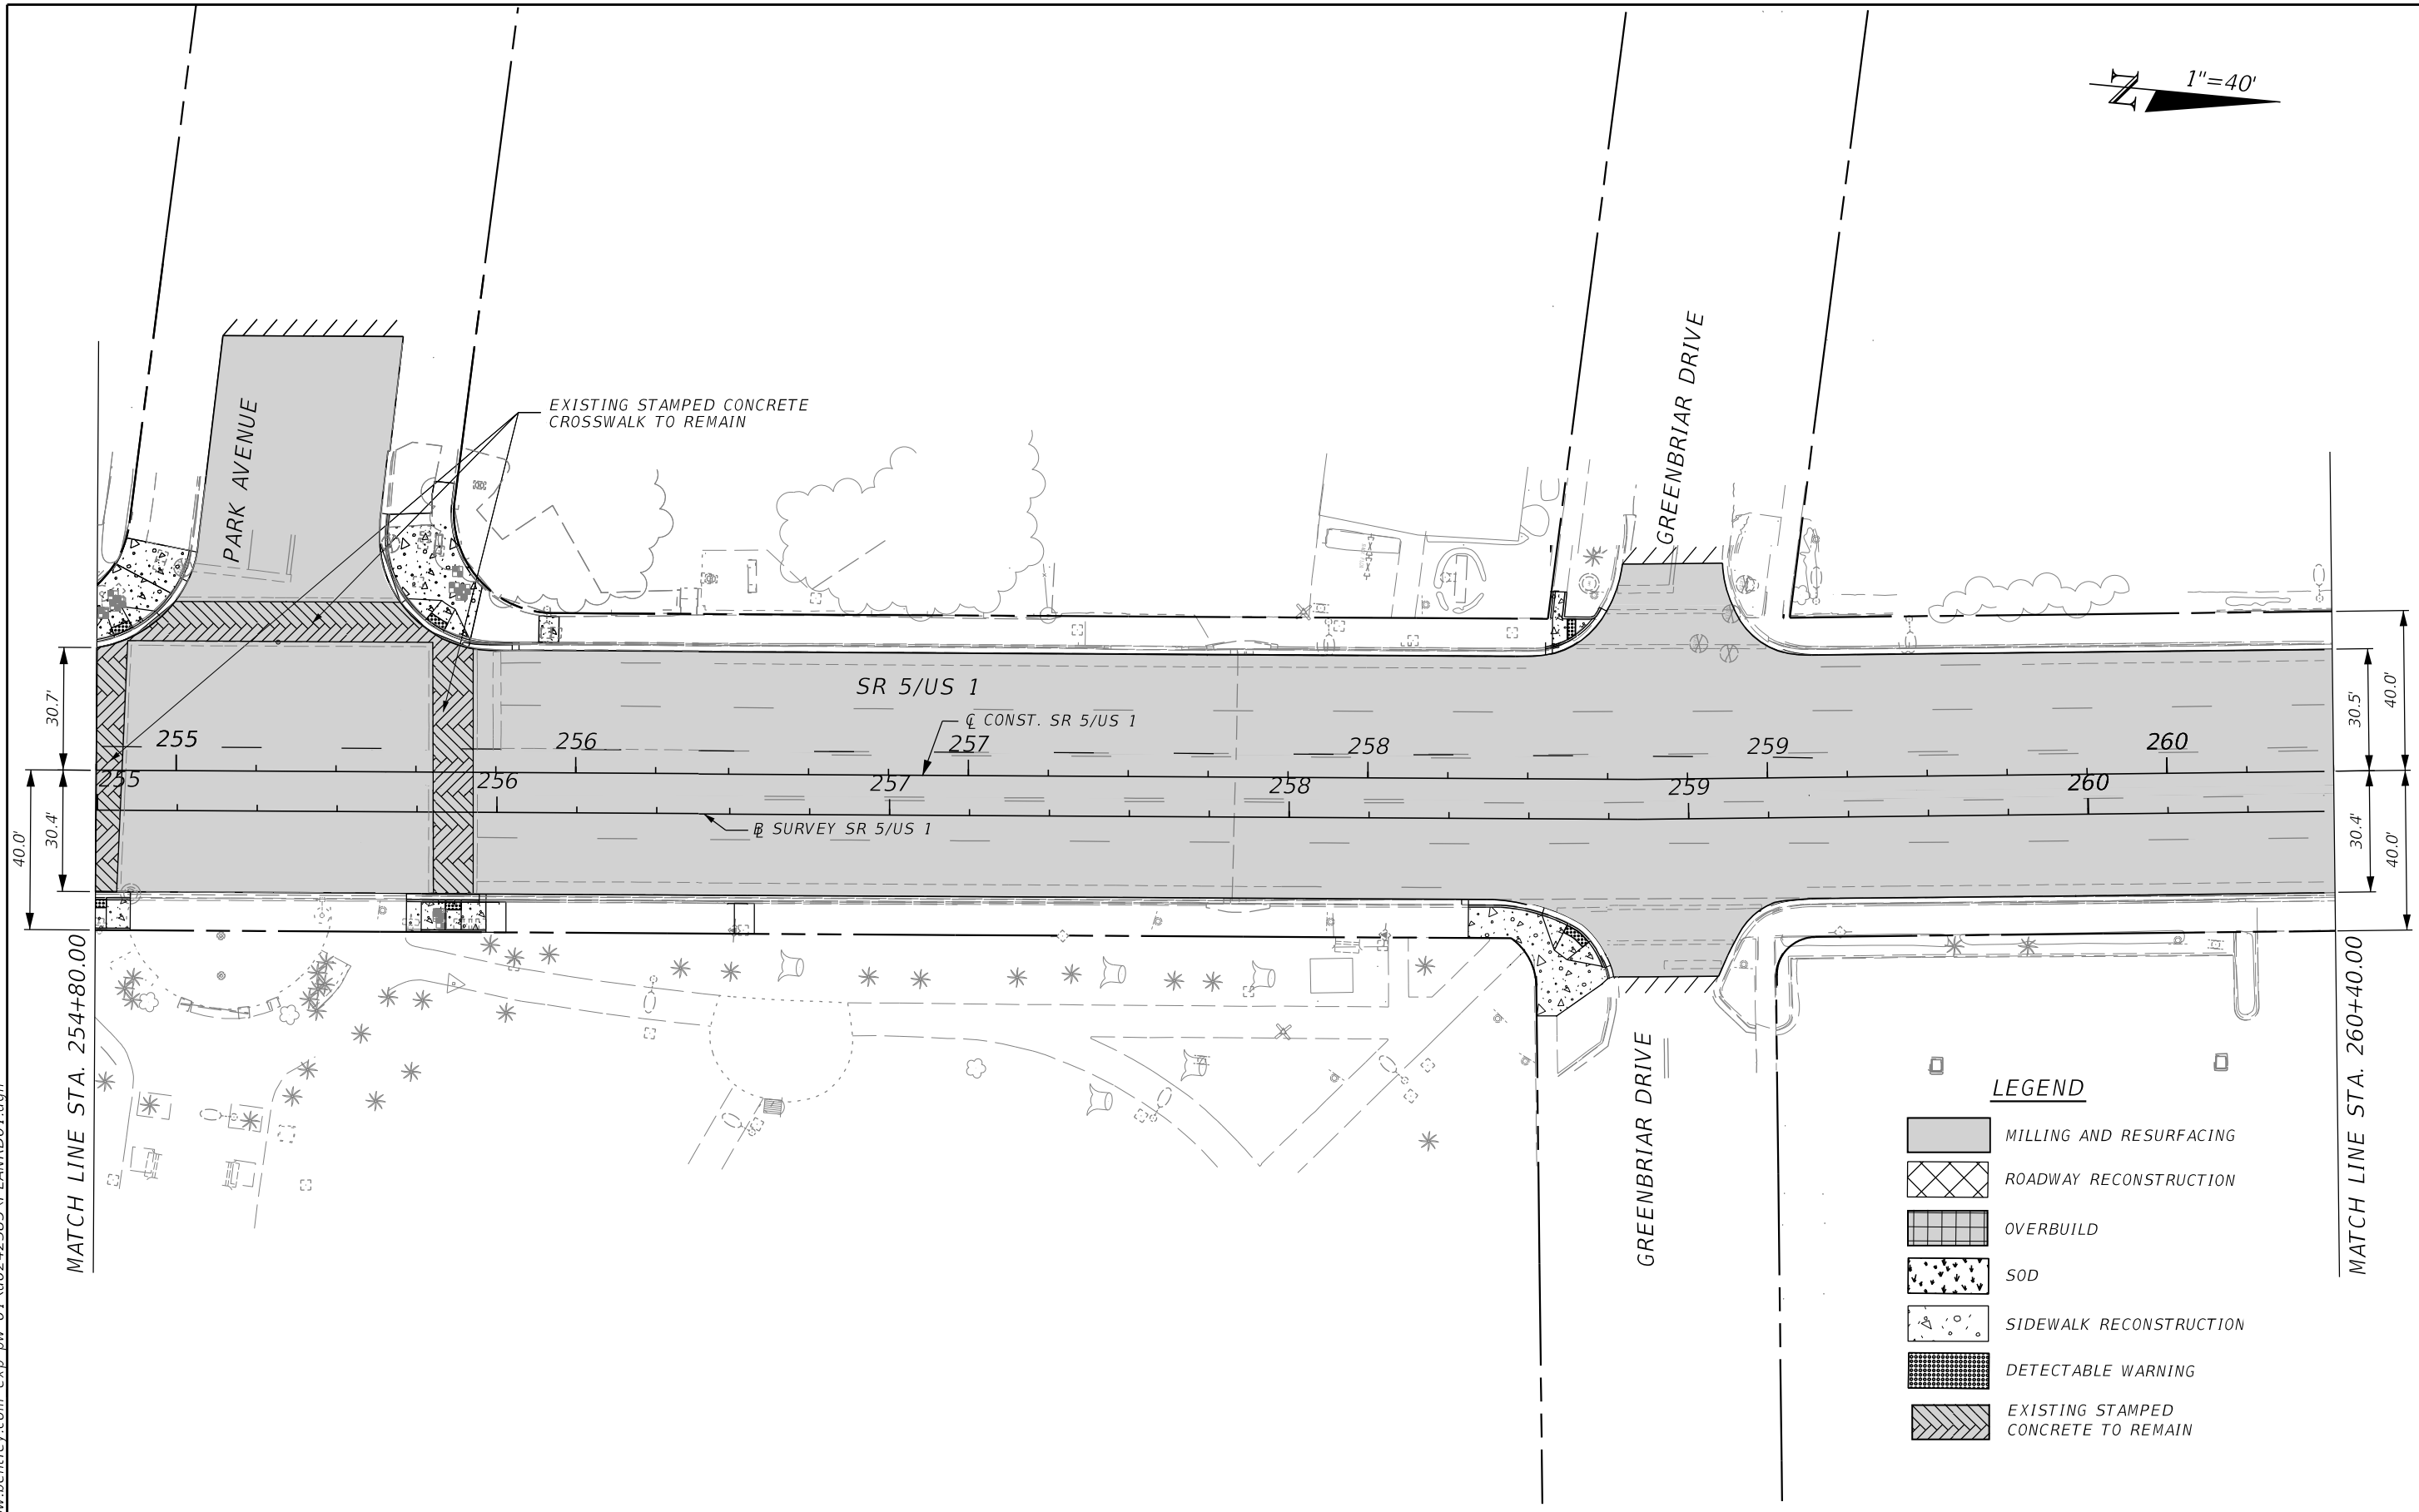 N
1"=40'
EXISTING STAMPED CONCRETE
CROSSWALK TO REMAIN
PARK AVENUE
GREENBRIAR DRIVE
SR 5/US 1
℄ CONST. SR 5/US 1
255
256
257
258
259
260
255
256
257
258
259
260
BL SURVEY SR 5/US 1
30.7'
30.4'
40.0'
30.5'
40.0'
30.4'
40.0'
MATCH LINE STA. 254+80.00
MATCH LINE STA. 260+40.00
GREENBRIAR DRIVE
LEGEND
MILLING AND RESURFACING
ROADWAY RECONSTRUCTION
OVERBUILD
SOD
SIDEWALK RECONSTRUCTION
DETECTABLE WARNING
EXISTING STAMPED
CONCRETE TO REMAIN